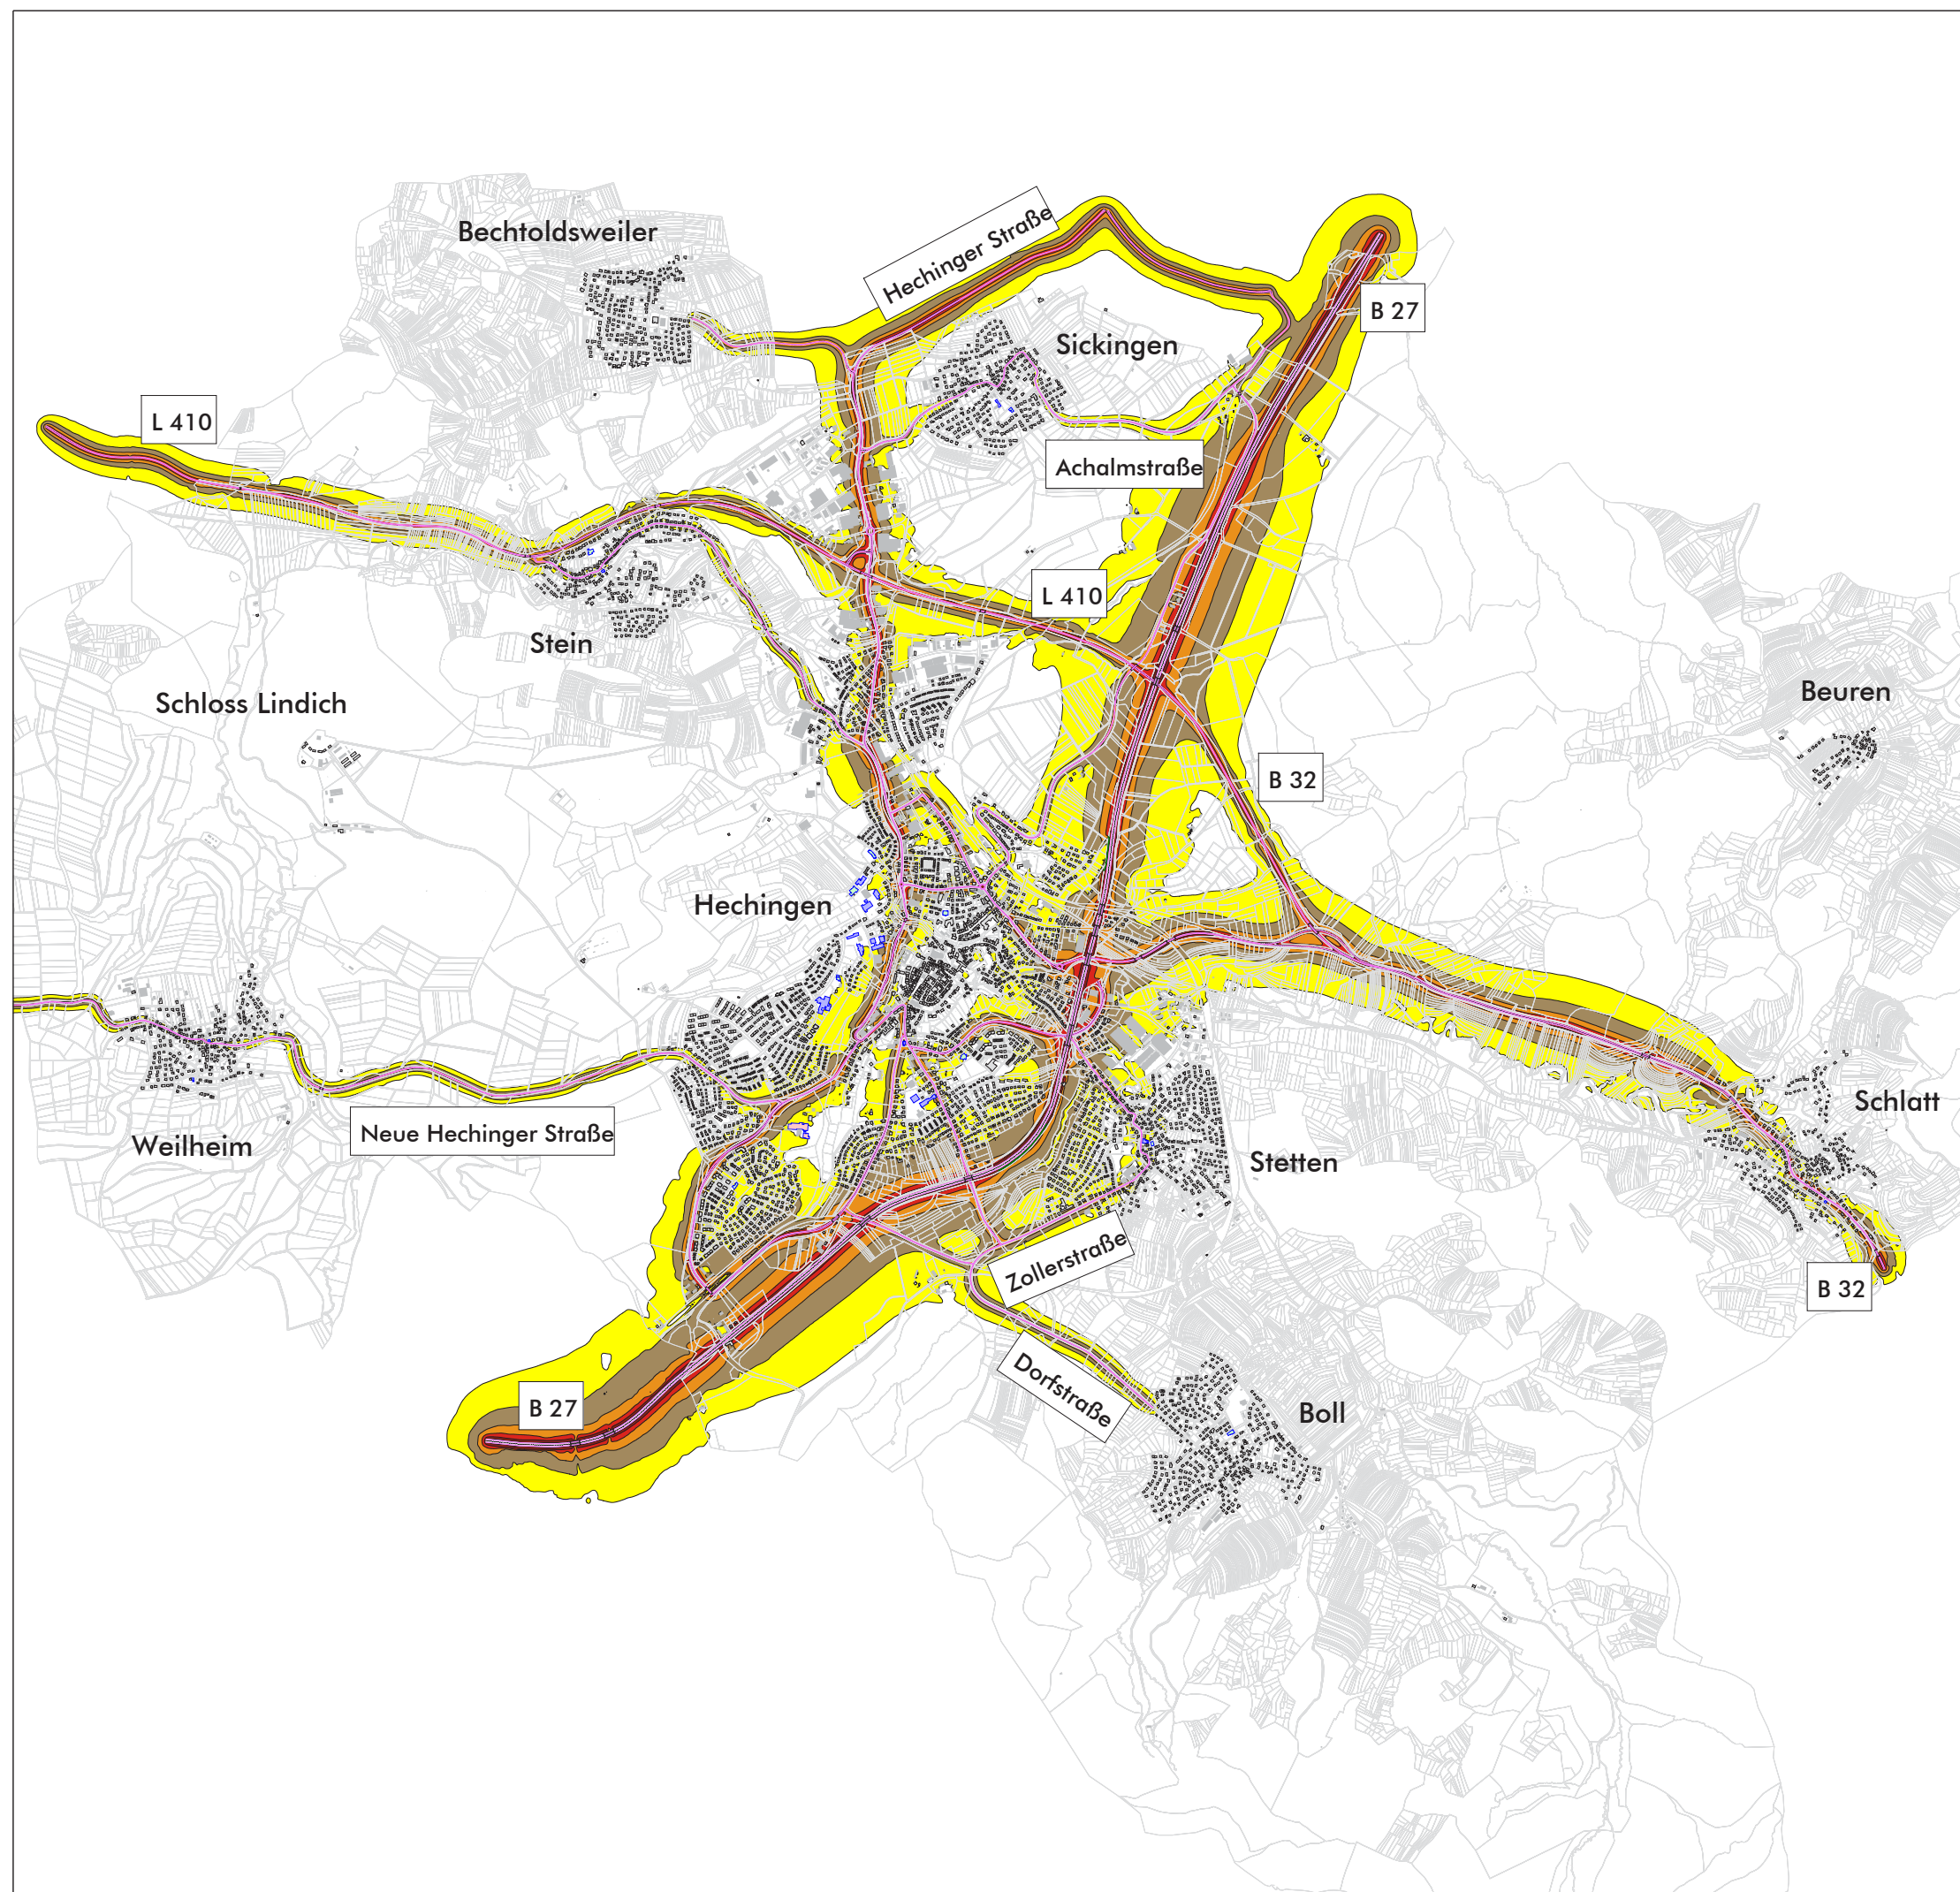 Bechtoldsweiler
Hechinger Straße
B 27
Sickingen
L 410
Achalmstraße
L 410
Stein
Schloss Lindich
Beuren
B 32
Hechingen
Schlatt
Neue Hechinger Straße
Weilheim
Stetten
Zollerstraße
B 32
Dorfstraße
B 27
Boll